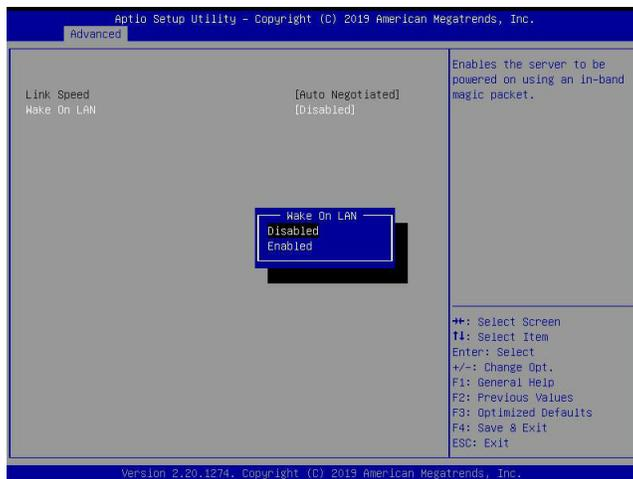 Aptio Setup Utility – Copyright (C) 2019 American Megatrends, Inc.
Advanced
Link Speed [Auto Negotiated]
Wake On LAN [Disabled]
Wake On LAN
Disabled
Enabled
Enables the server to be
powered on using an in-band
magic packet.
→←: Select Screen
↑↓: Select Item
Enter: Select
+/-: Change Opt.
F1: General Help
F2: Previous Values
F3: Optimized Defaults
F4: Save & Exit
ESC: Exit
Version 2.20.1274. Copyright (C) 2019 American Megatrends, Inc.